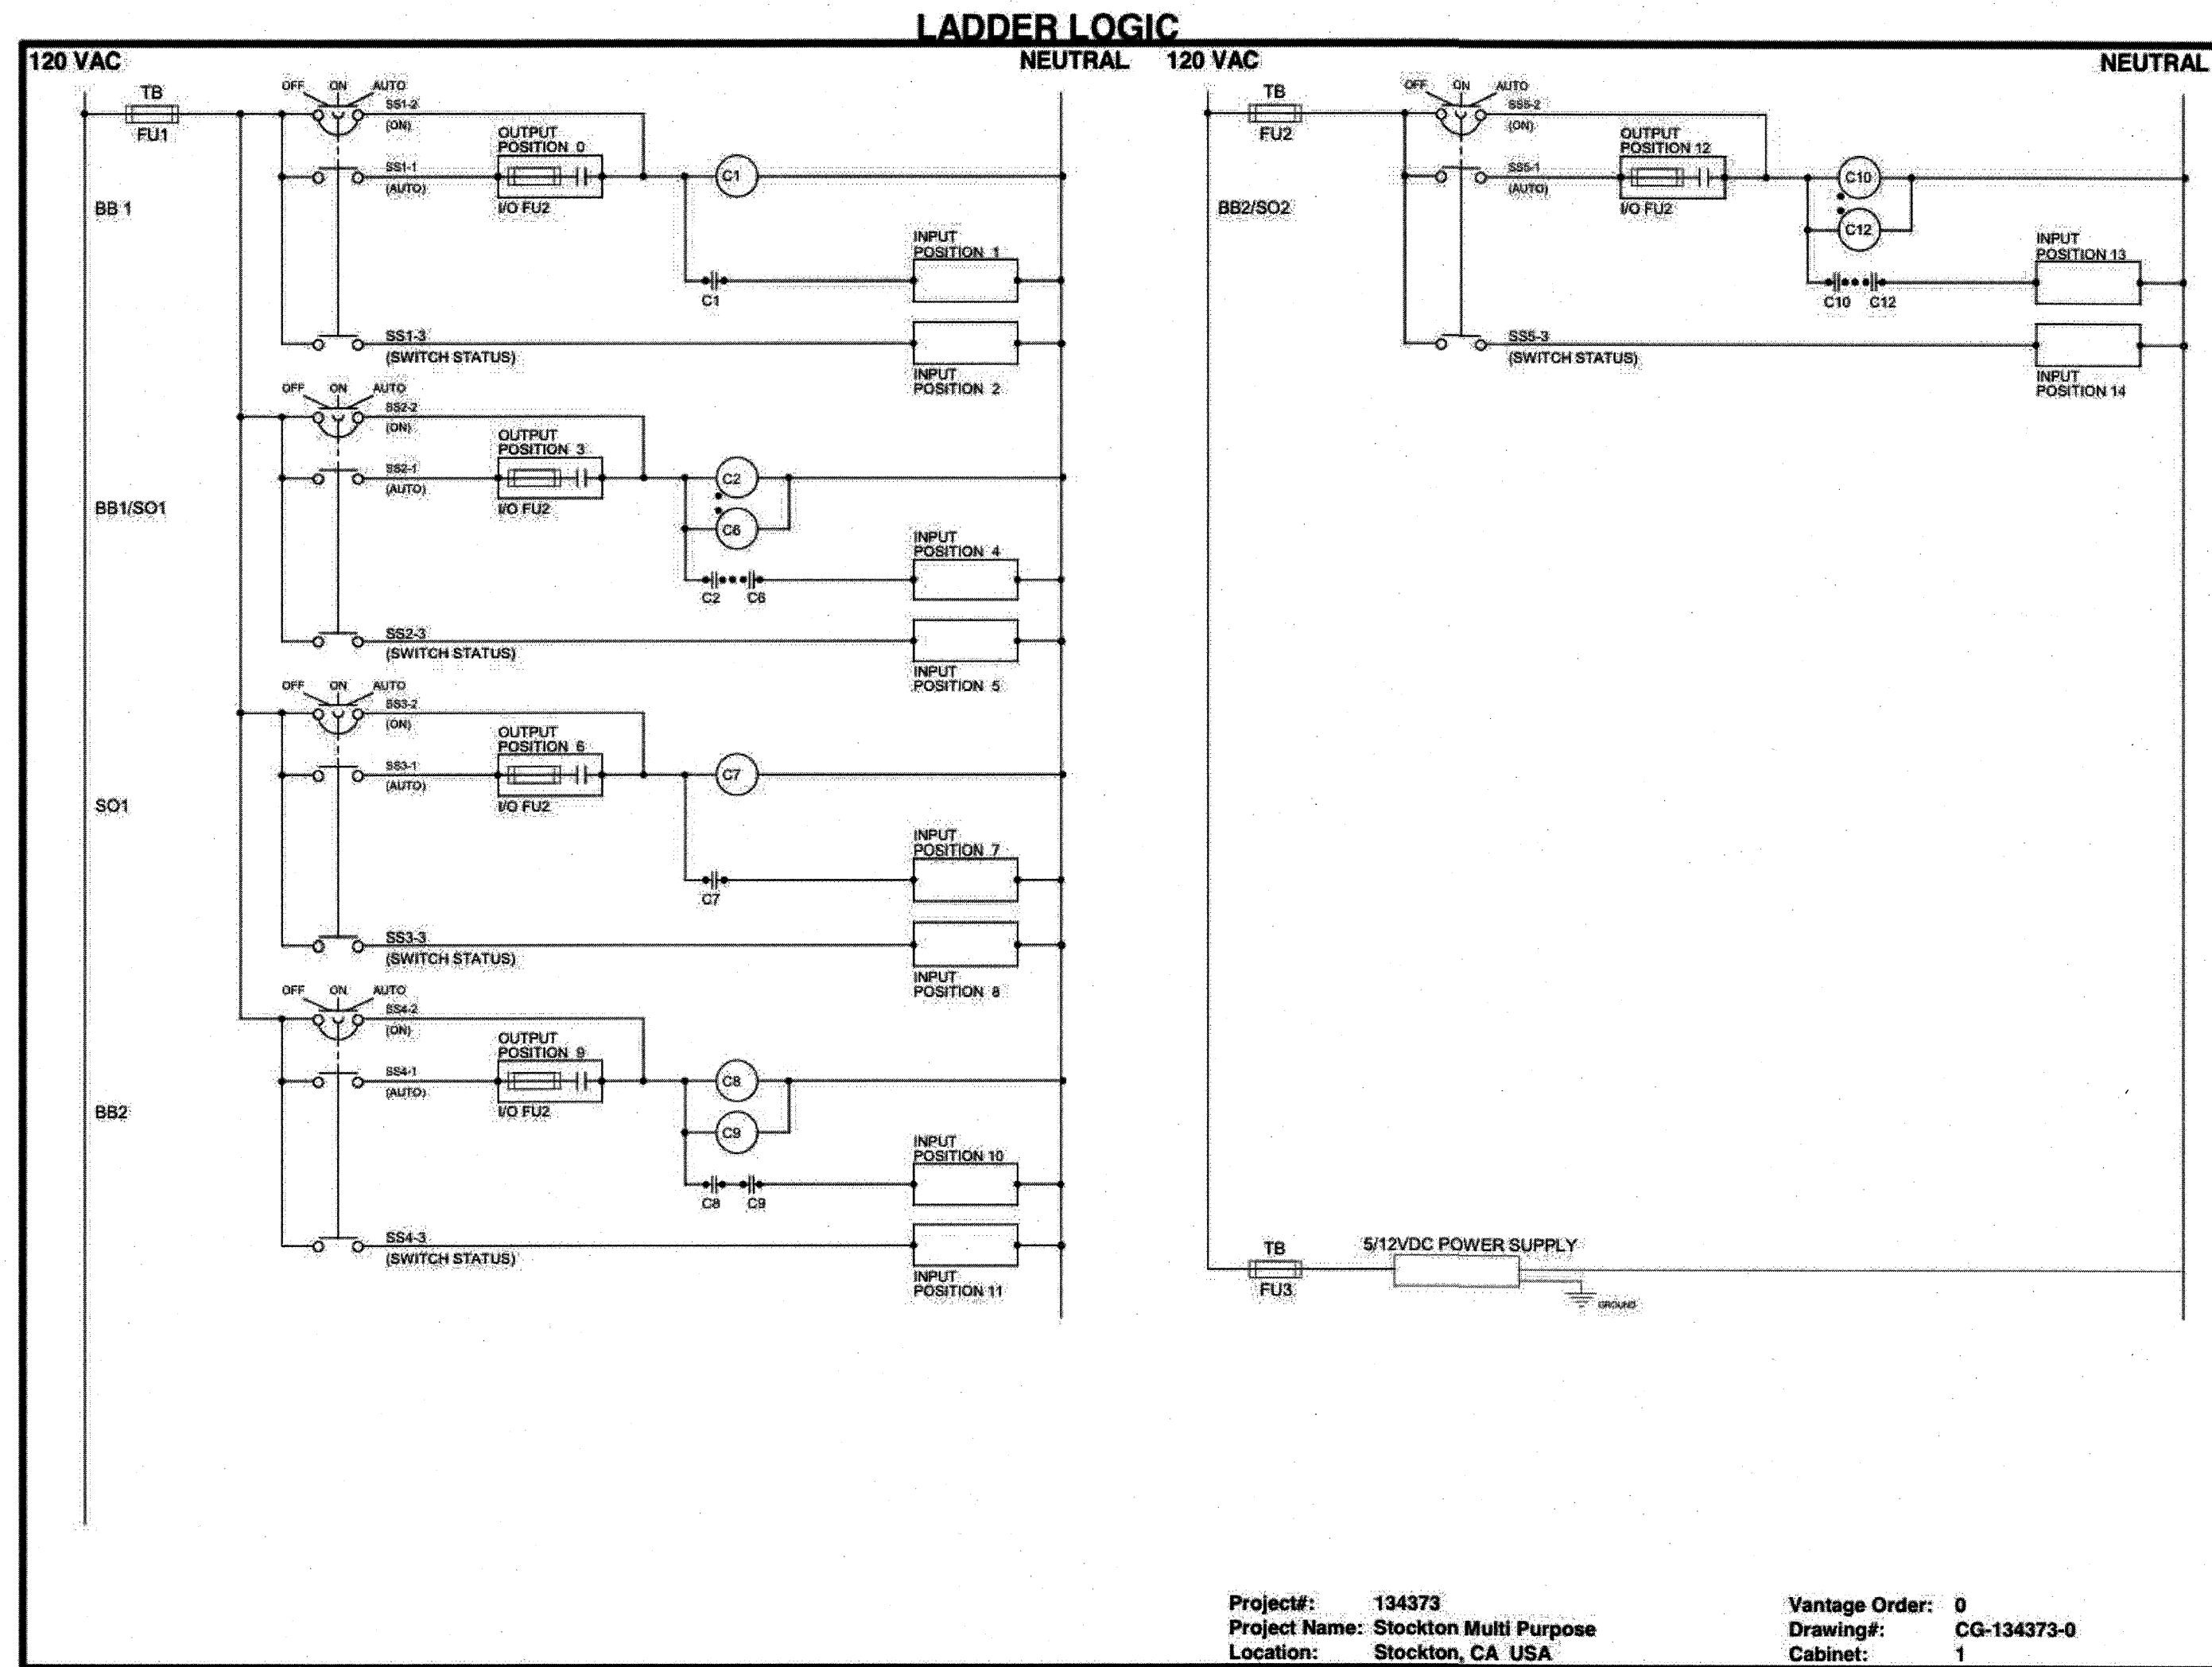 LADDER LOGIC
120 VAC
NEUTRAL
TB
FU1
OFF
ON
AUTO
SS1-2
(ON)
OUTPUT
POSITION 0
BB 1
SS1-1
(AUTO)
I/O FU2
C1
INPUT
POSITION 1
C1
SS1-3
(SWITCH STATUS)
INPUT
POSITION 2
OFF
ON
AUTO
SS2-2
(ON)
OUTPUT
POSITION 3
BB1/SO1
SS2-1
(AUTO)
I/O FU2
C2
C6
INPUT
POSITION 4
C2
C6
SS2-3
(SWITCH STATUS)
INPUT
POSITION 5
OFF
ON
AUTO
SS3-2
(ON)
OUTPUT
POSITION 6
SO1
SS3-1
(AUTO)
I/O FU2
C7
INPUT
POSITION 7
C7
SS3-3
(SWITCH STATUS)
INPUT
POSITION 8
OFF
ON
AUTO
SS4-2
(ON)
OUTPUT
POSITION 9
BB2
SS4-1
(AUTO)
I/O FU2
C8
C9
INPUT
POSITION 10
C8
C9
SS4-3
(SWITCH STATUS)
INPUT
POSITION 11
120 VAC
NEUTRAL
TB
FU2
OFF
ON
AUTO
SS5-2
(ON)
OUTPUT
POSITION 12
BB2/SO2
SS5-1
(AUTO)
I/O FU2
C10
C12
INPUT
POSITION 13
C10
C12
SS5-3
(SWITCH STATUS)
INPUT
POSITION 14
TB
FU3
5/12VDC POWER SUPPLY
GROUND
Project#: 134373
Project Name: Stockton Multi Purpose
Location: Stockton, CA USA
Vantage Order: 0
Drawing#: CG-134373-0
Cabinet: 1